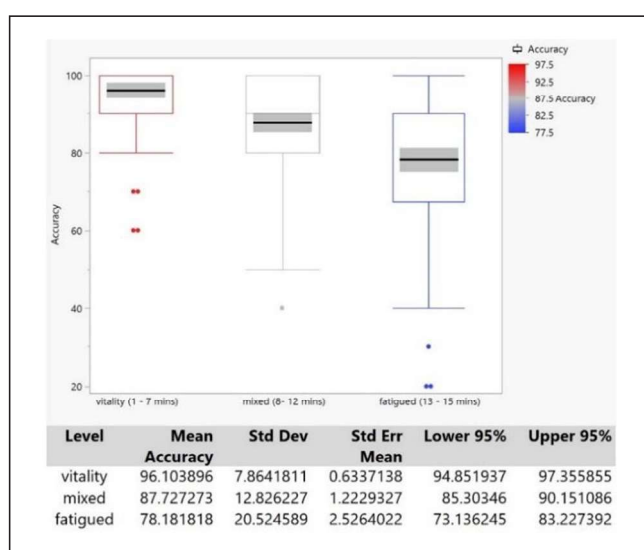 Accuracy
97.5
92.5
87.5 Accuracy
82.5
77.5
100
80
60
40
20
Accuracy
vitality (1 - 7 mins) mixed (8- 12 mins) fatigued (13 - 15 mins)
Level Mean Accuracy Std Dev Std Err Mean Lower 95% Upper 95%
vitality 96.103896 7.8641811 0.6337138 94.851937 97.355855
mixed 87.727273 12.826227 1.2229327 85.30346 90.151086
fatigued 78.181818 20.524589 2.5264022 73.136245 83.227392